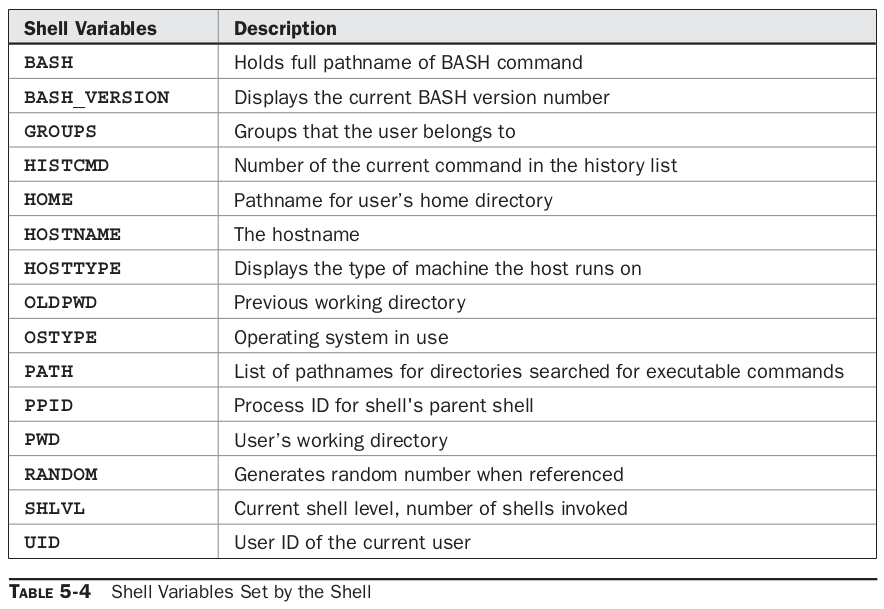 Shell Variables Description
BASH Holds full pathname of BASH command
BASH_VERSION Displays the current BASH version number
GROUPS Groups that the user belongs to
HISTCMD Number of the current command in the history list
HOME Pathname for user’s home directory
HOSTNAME The hostname
HOSTTYPE Displays the type of machine the host runs on
OLDPWD Previous working directory
OSTYPE Operating system in use
PATH List of pathnames for directories searched for executable commands
PPID Process ID for shell's parent shell
PWD User’s working directory
RANDOM Generates random number when referenced
SHLVL Current shell level, number of shells invoked
UID User ID of the current user
TABLE 5-4 Shell Variables Set by the Shell